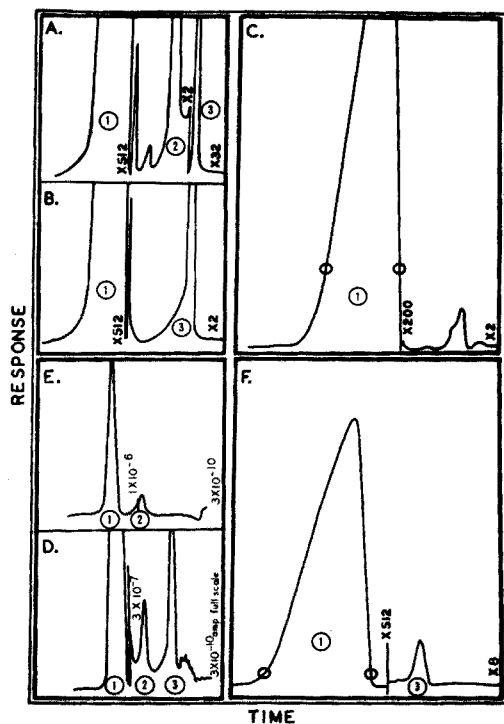 A.
①
X512
②
X2
③
X32
B.
①
X512
③
X2
C.
①
X200
X2
RESPONSE
E.
①
1X10⁻⁶
②
3X10⁻¹⁰
D.
①
3X10⁻⁷
②
③
3X10⁻¹⁰ amp full scale
F.
①
X512
③
X8
TIME